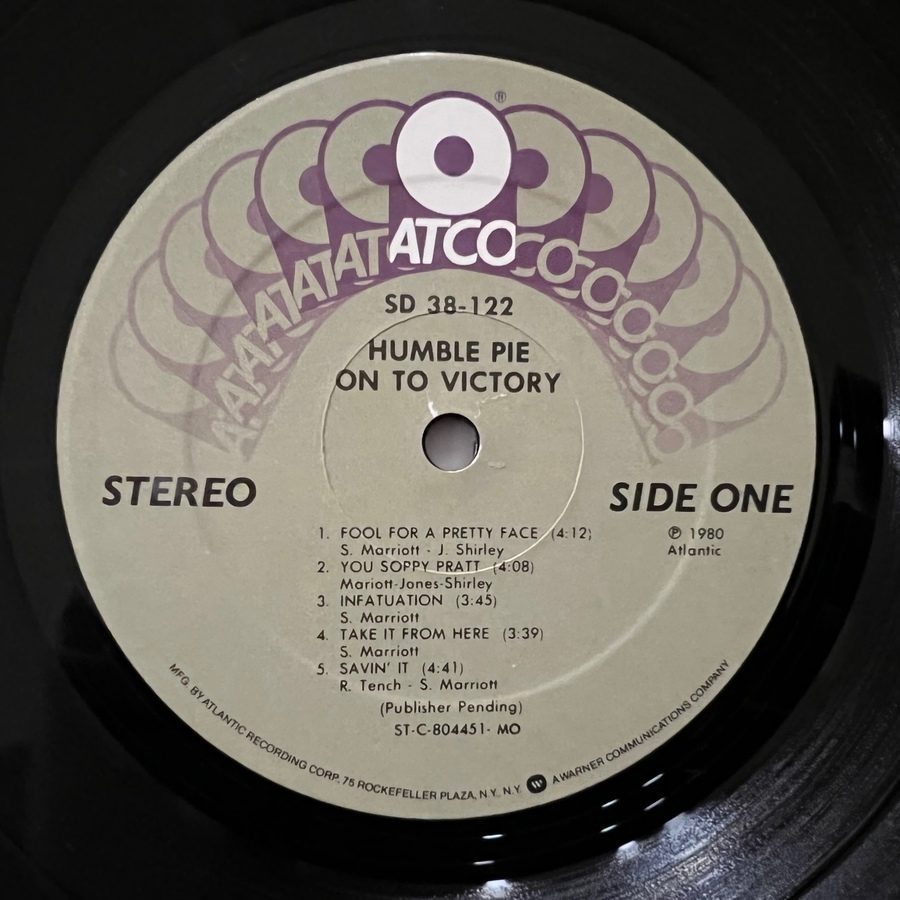 ®
ATCO
SD 38-122
HUMBLE PIE
ON TO VICTORY
STEREO
SIDE ONE
℗ 1980
Atlantic
1. FOOL FOR A PRETTY FACE (4:12)
S. Marriott - J. Shirley
2. YOU SOPPY PRATT (4:08)
Mariott-Jones-Shirley
3. INFATUATION (3:45)
S. Marriott
4. TAKE IT FROM HERE (3:39)
S. Marriott
5. SAVIN' IT (4:41)
R. Tench - S. Marriott
(Publisher Pending)
ST-C-804451- MO
MFG. BY ATLANTIC RECORDING CORP. 75 ROCKEFELLER PLAZA, N.Y. N.Y. W A WARNER COMMUNICATIONS COMPANY